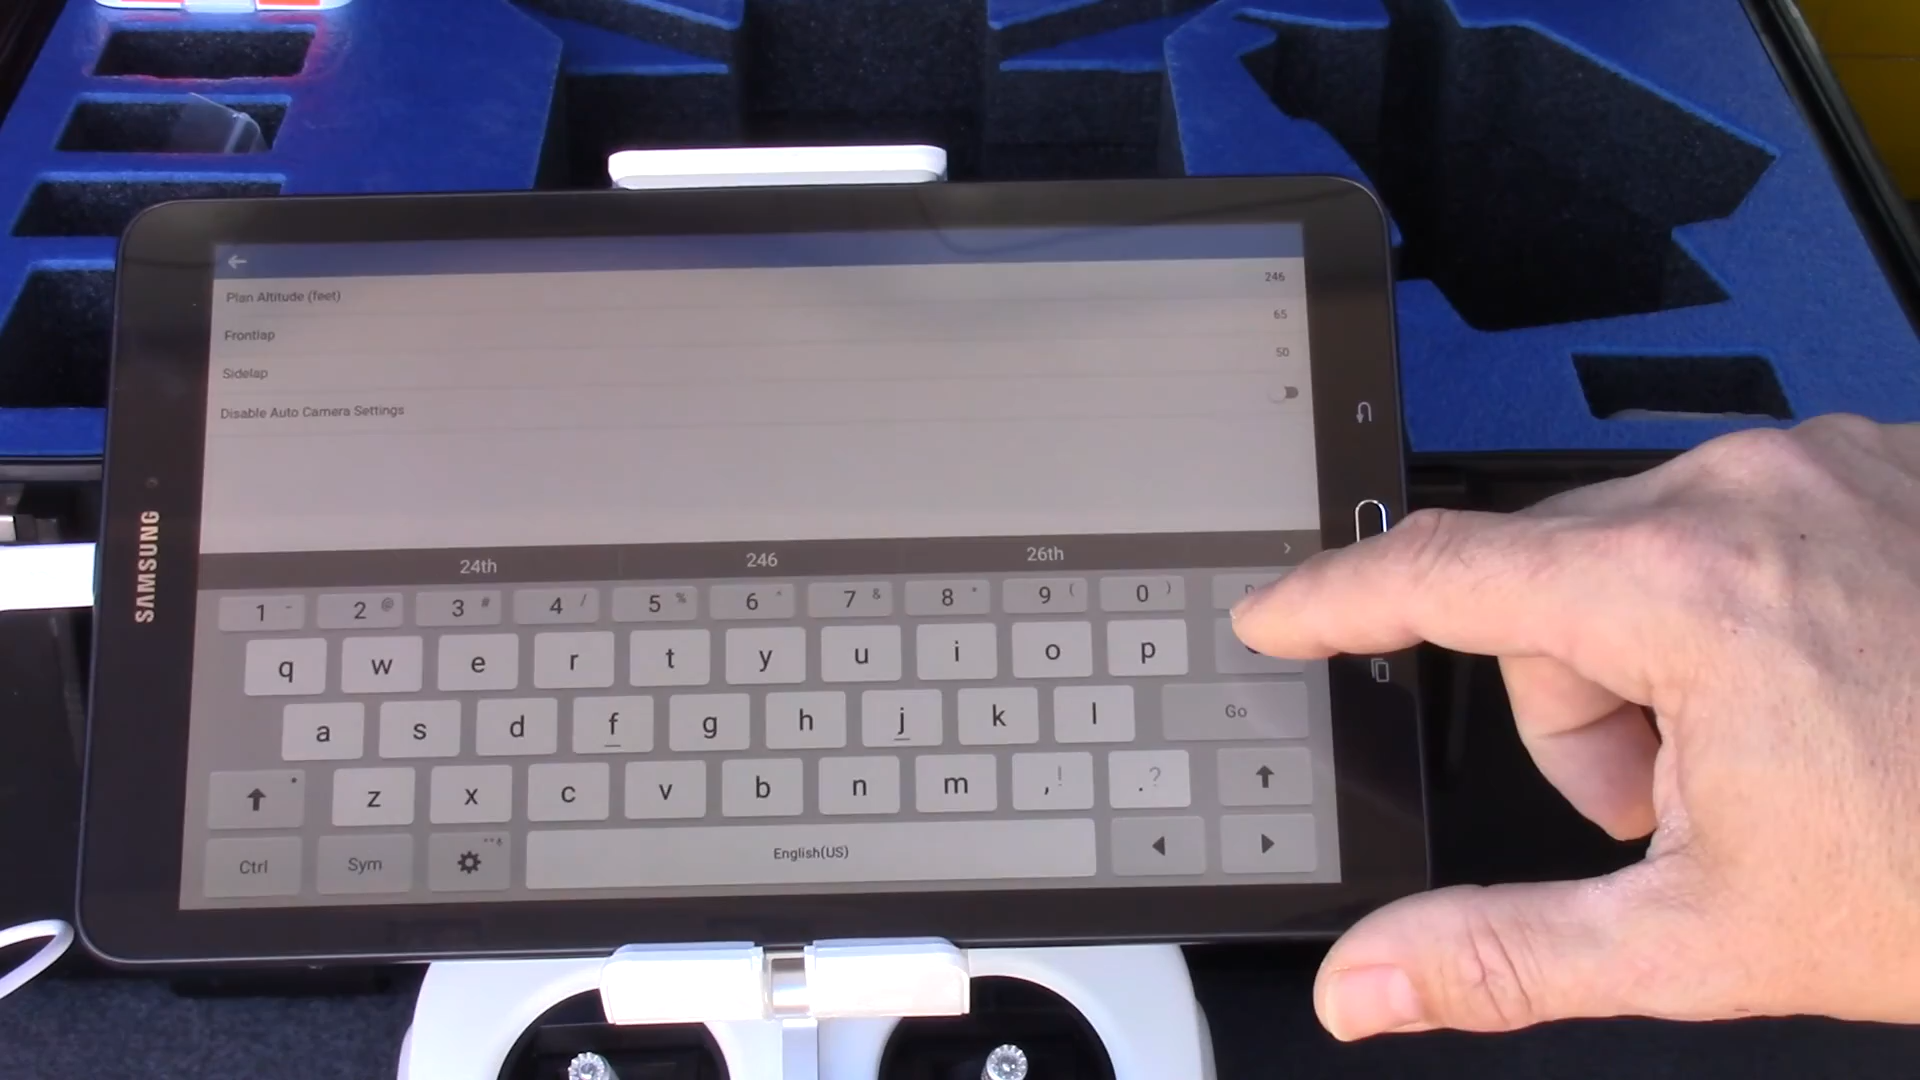 Plan Altitude (feet) 246
Frontlap 65
Sidelap 50
Disable Auto Camera Settings
SAMSUNG
24th 246 26th >
1 - 2 @ 3 # 4 / 5 % 6 ^ 7 & 8 * 9 ( 0 )
q w e r t y u i o p
a s d f g h j k l Go
z x c v b n m , ! . ?
Ctrl Sym English(US)